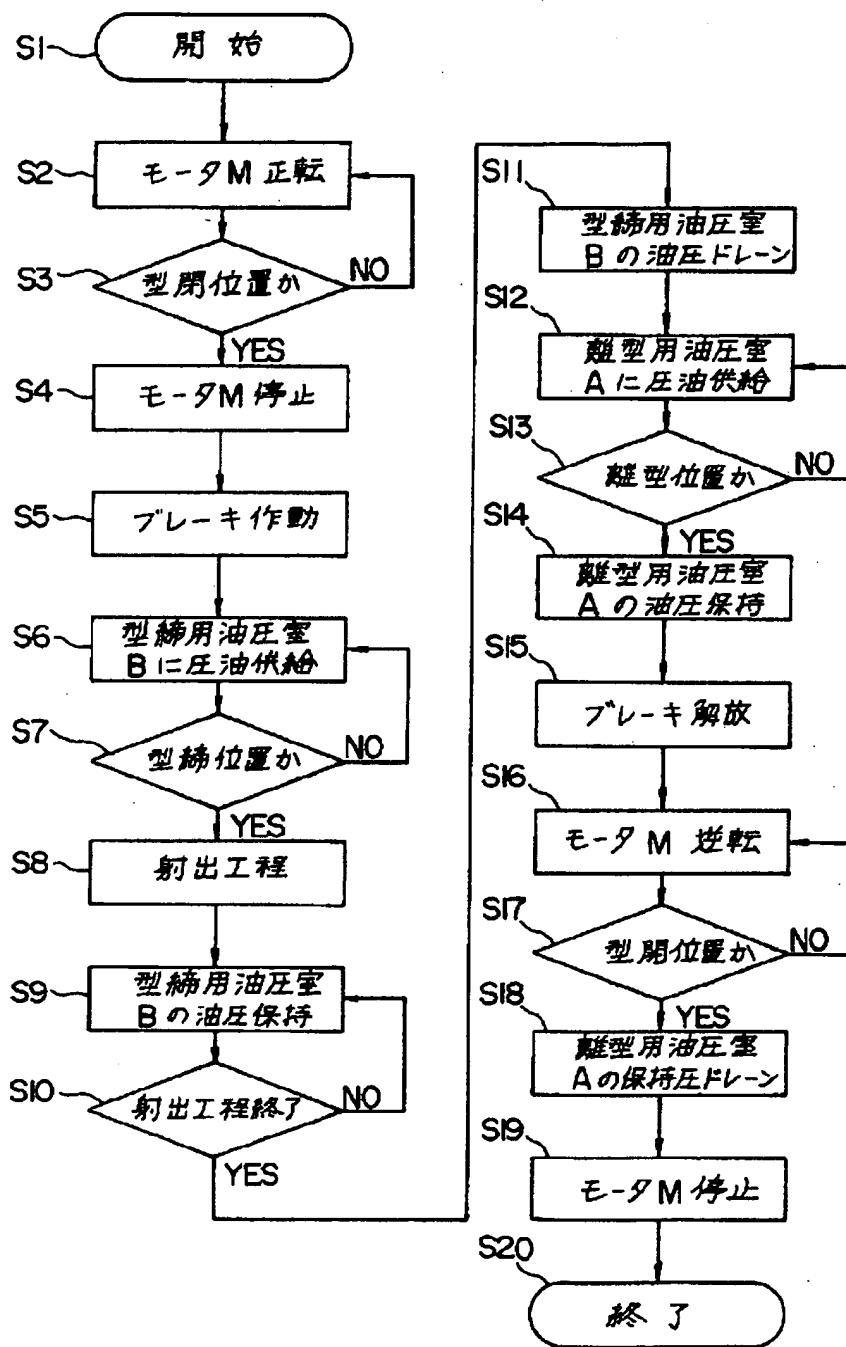 S1
開始
S2
モータM 正転
S3
型閉位置か
NO
YES
S4
モータM 停止
S5
ブレーキ作動
S6
型締用油圧室
Bに圧油供給
S7
型締位置か
NO
YES
S8
射出工程
S9
型締用油圧室
Bの油圧保持
S10
射出工程終了
NO
YES
S11
型締用油圧室
Bの油圧ドレーン
S12
離型用油圧室
Aに圧油供給
S13
離型位置か
NO
YES
S14
離型用油圧室
Aの油圧保持
S15
ブレーキ解放
S16
モータM 逆転
S17
型開位置か
NO
YES
S18
離型用油圧室
Aの保持圧ドレーン
S19
モータM 停止
S20
終了